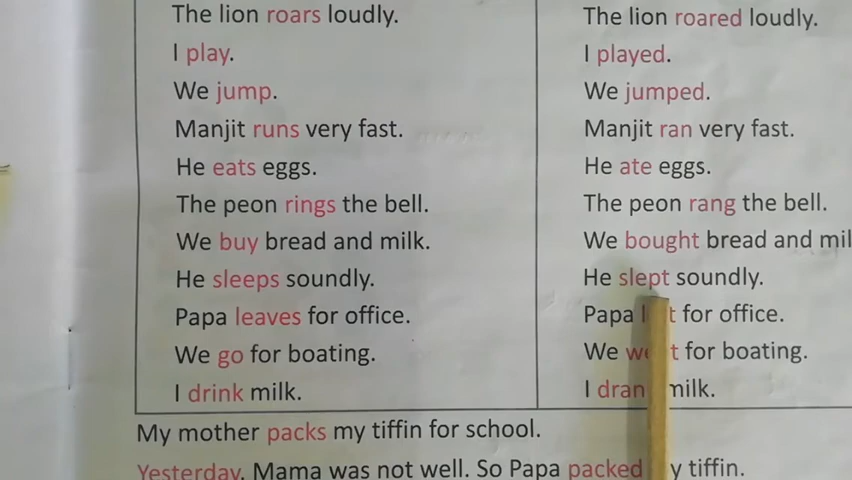 The lion roars loudly.
I play.
We jump.
Manjit runs very fast.
He eats eggs.
The peon rings the bell.
We buy bread and milk.
He sleeps soundly.
Papa leaves for office.
We go for boating.
I drink milk.
The lion roared loudly.
I played.
We jumped.
Manjit ran very fast.
He ate eggs.
The peon rang the bell.
We bought bread and mil
He slept soundly.
Papa for office.
We for boating.
I milk.
My mother packs my tiffin for school.
Yesterday, Mama was not well. So Papa packed tiffin.